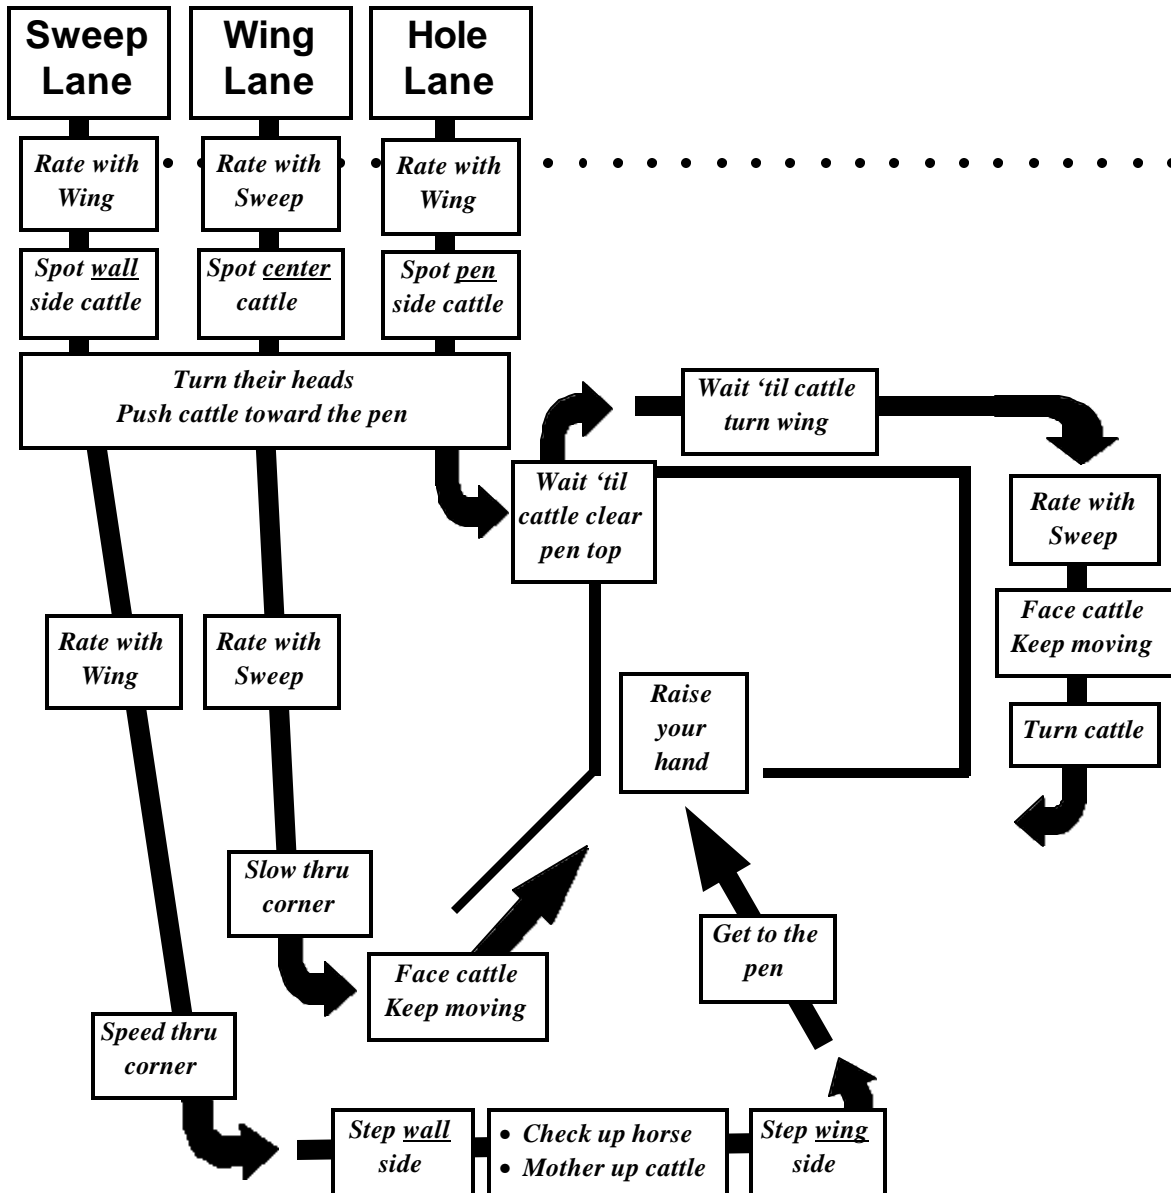 Sweep
Lane
Wing
Lane
Hole
Lane
Rate with
Wing
Rate with
Sweep
Rate with
Wing
Spot wall
side cattle
Spot center
cattle
Spot pen
side cattle
Turn their heads
Push cattle toward the pen
Wait ‘til cattle
turn wing
Wait ‘til
cattle clear
pen top
Rate with
Sweep
Face cattle
Keep moving
Turn cattle
Rate with
Wing
Rate with
Sweep
Raise
your
hand
Slow thru
corner
Face cattle
Keep moving
Get to the
pen
Speed thru
corner
Step wall
side
• Check up horse
• Mother up cattle
Step wing
side